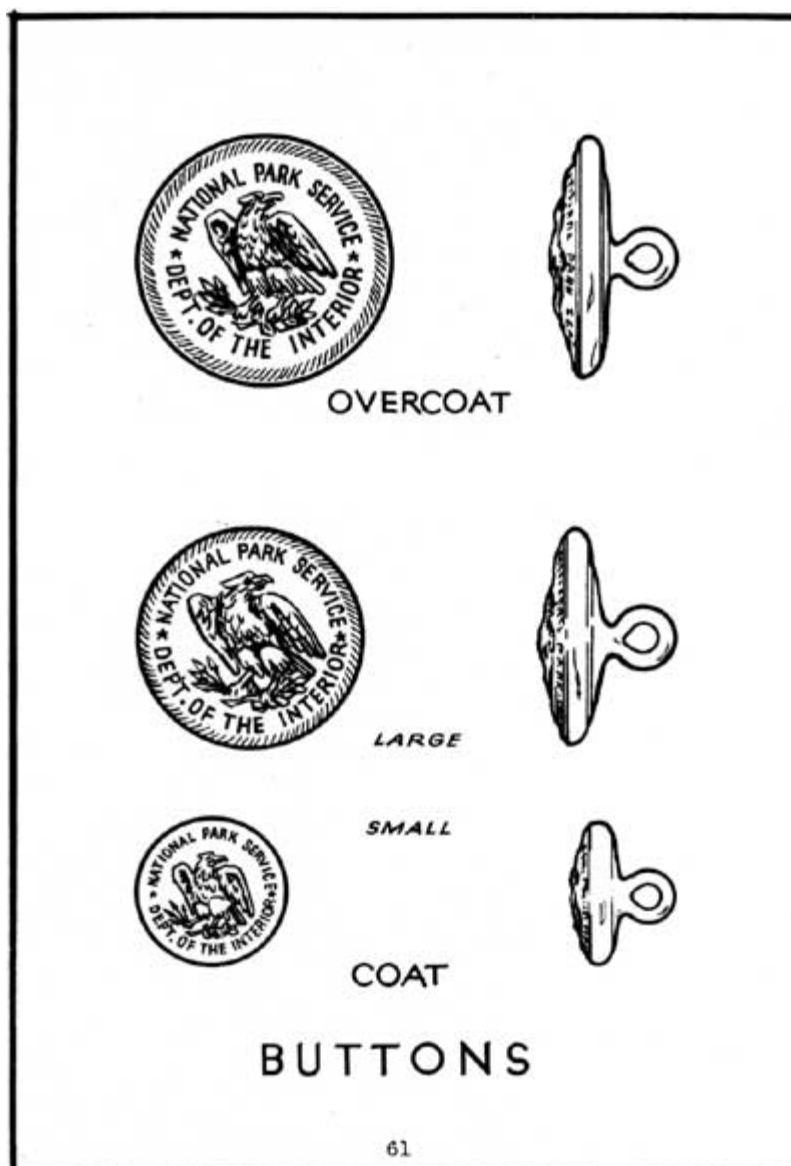 NATIONAL PARK SERVICE
★ DEPT. OF THE INTERIOR ★
OVERCOAT
NATIONAL PARK SERVICE
★ DEPT. OF THE INTERIOR ★
LARGE
SMALL
NATIONAL PARK SERVICE
★ DEPT. OF THE INTERIOR ★
COAT
BUTTONS
61